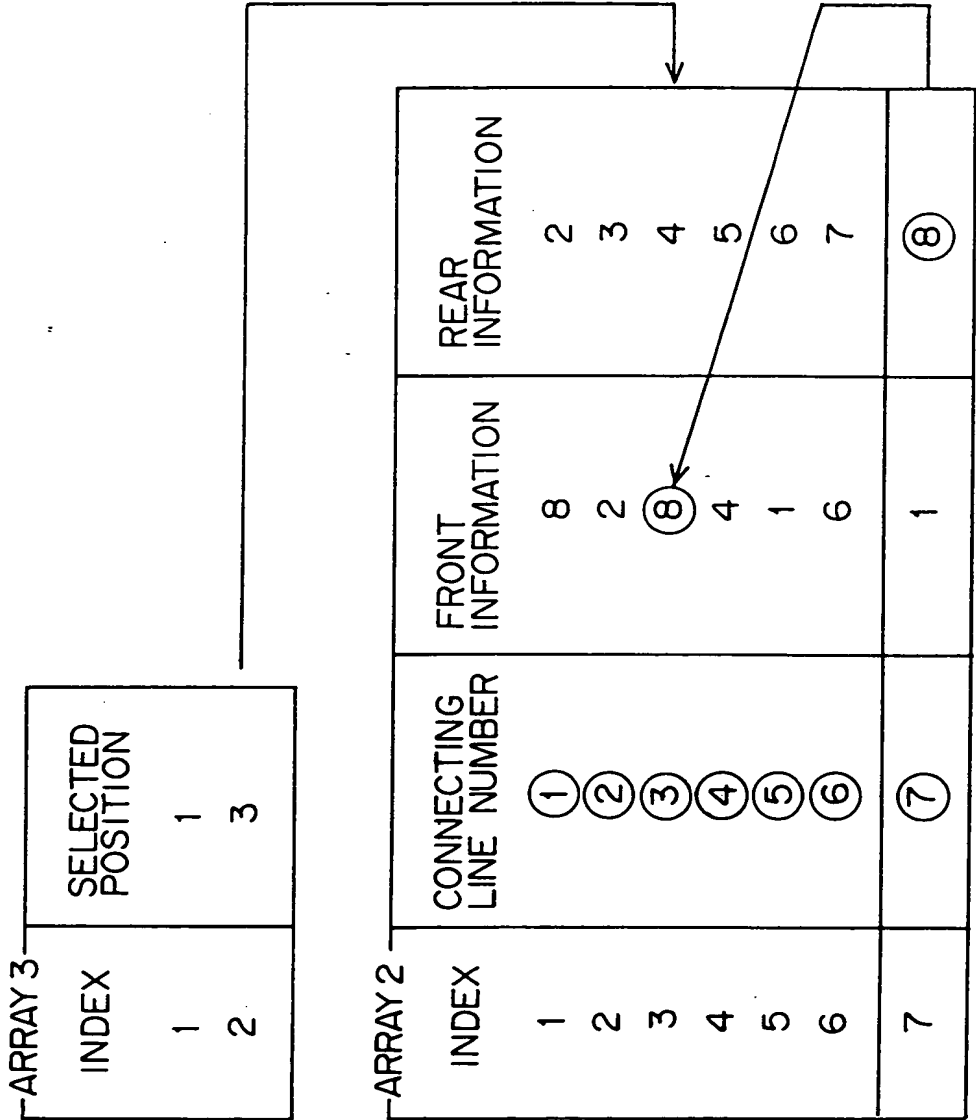 ARRAY 3
INDEX SELECTED POSITION
1 1
2 3
ARRAY 2
INDEX CONNECTING LINE NUMBER FRONT INFORMATION REAR INFORMATION
1 ① 8 2
2 ② 2 3
3 ③ ⑧ 4
4 ④ 4 5
5 ⑤ 1 6
6 ⑥ 6 7
7 ⑦ 1 ⑧